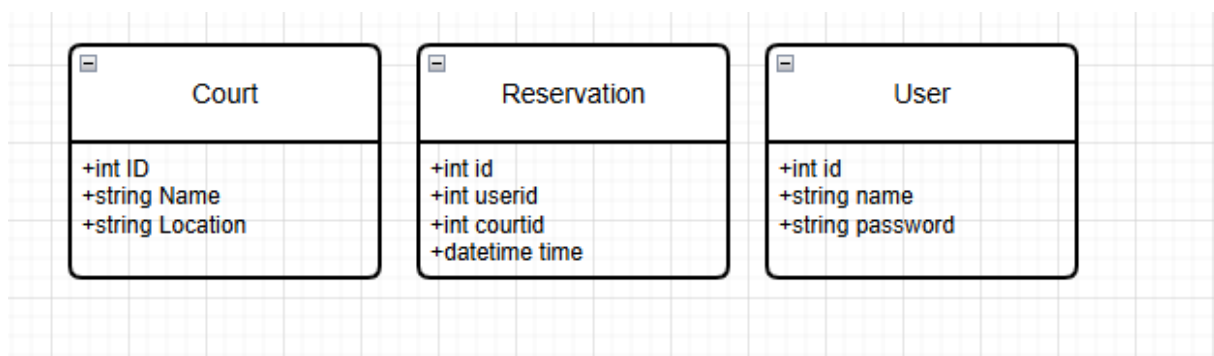 Court
+int ID
+string Name
+string Location
Reservation
+int id
+int userid
+int courtid
+datetime time
User
+int id
+string name
+string password